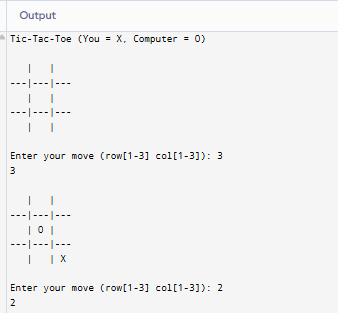 Output
Tic-Tac-Toe (You = X, Computer = O)
   |   |
---|---|---
   |   |
---|---|---
   |   |
Enter your move (row[1-3] col[1-3]): 3
3
   |   |
---|---|---
   | O |
---|---|---
   |   | X
Enter your move (row[1-3] col[1-3]): 2
2